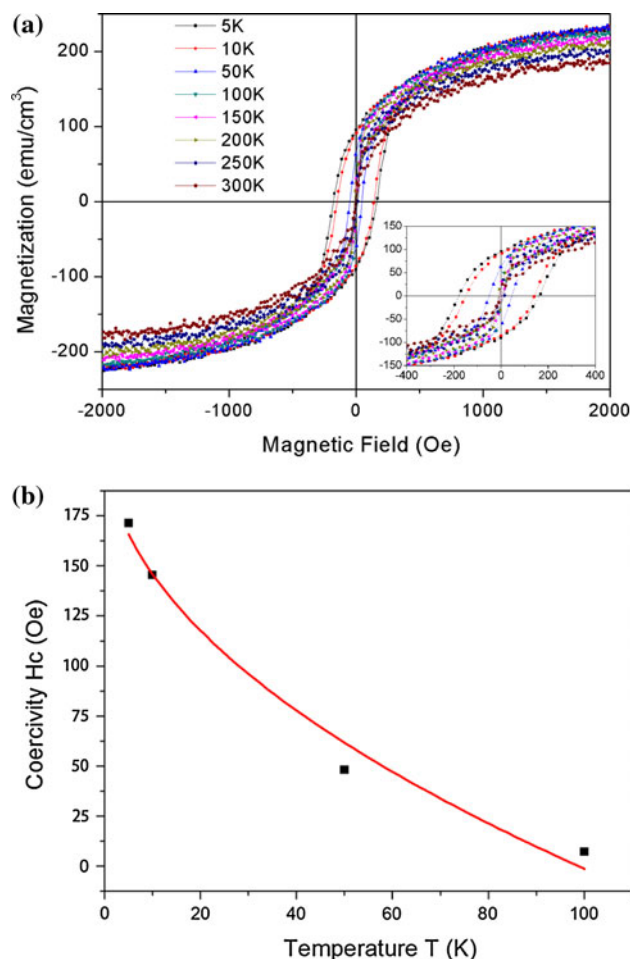 (a)
200
100
0
-100
-200
Magnetization (emu/cm³)
5K
10K
50K
100K
150K
200K
250K
300K
150
100
50
0
-50
-100
-150
-400 -200 0 200 400
-2000 -1000 0 1000 2000
Magnetic Field (Oe)
(b)
175
150
125
100
75
50
25
0
Coercivity Hc (Oe)
0 20 40 60 80 100
Temperature T (K)